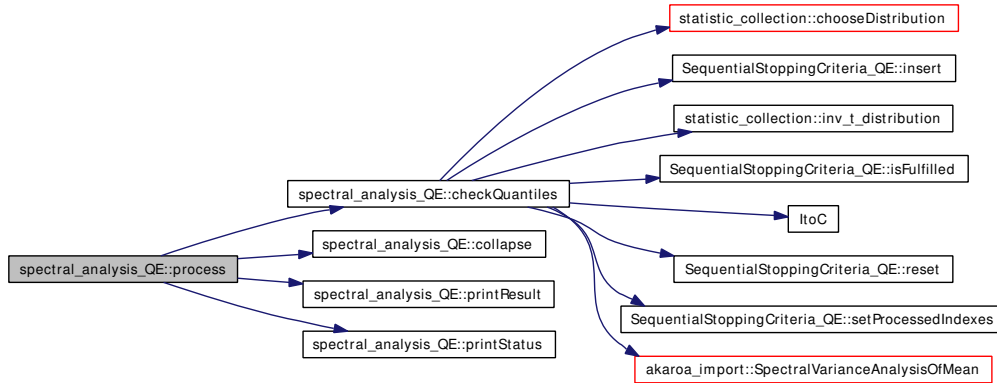 statistic_collection::chooseDistribution
SequentialStoppingCriteria_QE::insert
statistic_collection::inv_t_distribution
SequentialStoppingCriteria_QE::isFulfilled
spectral_analysis_QE::checkQuantiles
ItoC
spectral_analysis_QE::collapse
spectral_analysis_QE::process
SequentialStoppingCriteria_QE::reset
spectral_analysis_QE::printResult
SequentialStoppingCriteria_QE::setProcessedIndexes
spectral_analysis_QE::printStatus
akaroa_import::SpectralVarianceAnalysisOfMean